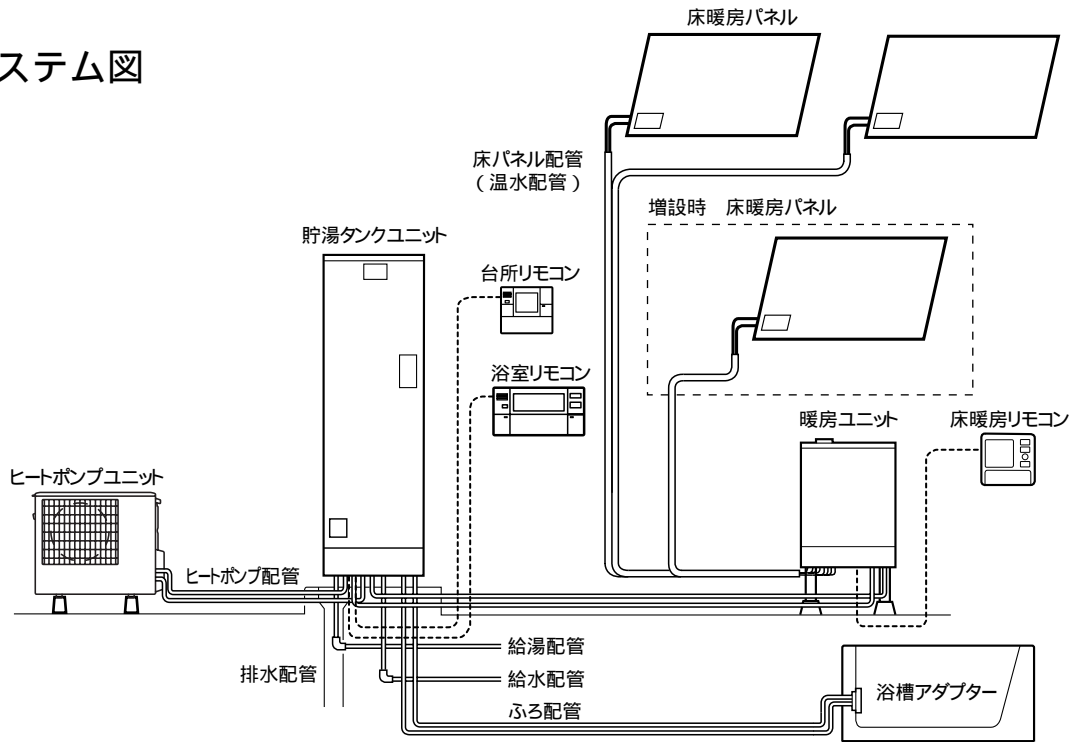 ステム図
床暖房パネル
床パネル配管
(温水配管)
増設時 床暖房パネル
貯湯タンクユニット
台所リモコン
浴室リモコン
暖房ユニット
床暖房リモコン
ヒートポンプユニット
ヒートポンプ配管
給湯配管
排水配管
給水配管
ふろ配管
浴槽アダプター